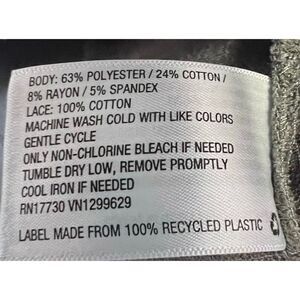 BODY: 63% POLYESTER / 24% COTTON /
8% RAYON / 5% SPANDEX
LACE: 100% COTTON
MACHINE WASH COLD WITH LIKE COLORS
GENTLE CYCLE
ONLY NON-CHLORINE BLEACH IF NEEDED
TUMBLE DRY LOW, REMOVE PROMPTLY
COOL IRON IF NEEDED
RN17730 VN1299629
LABEL MADE FROM 100% RECYCLED PLASTIC